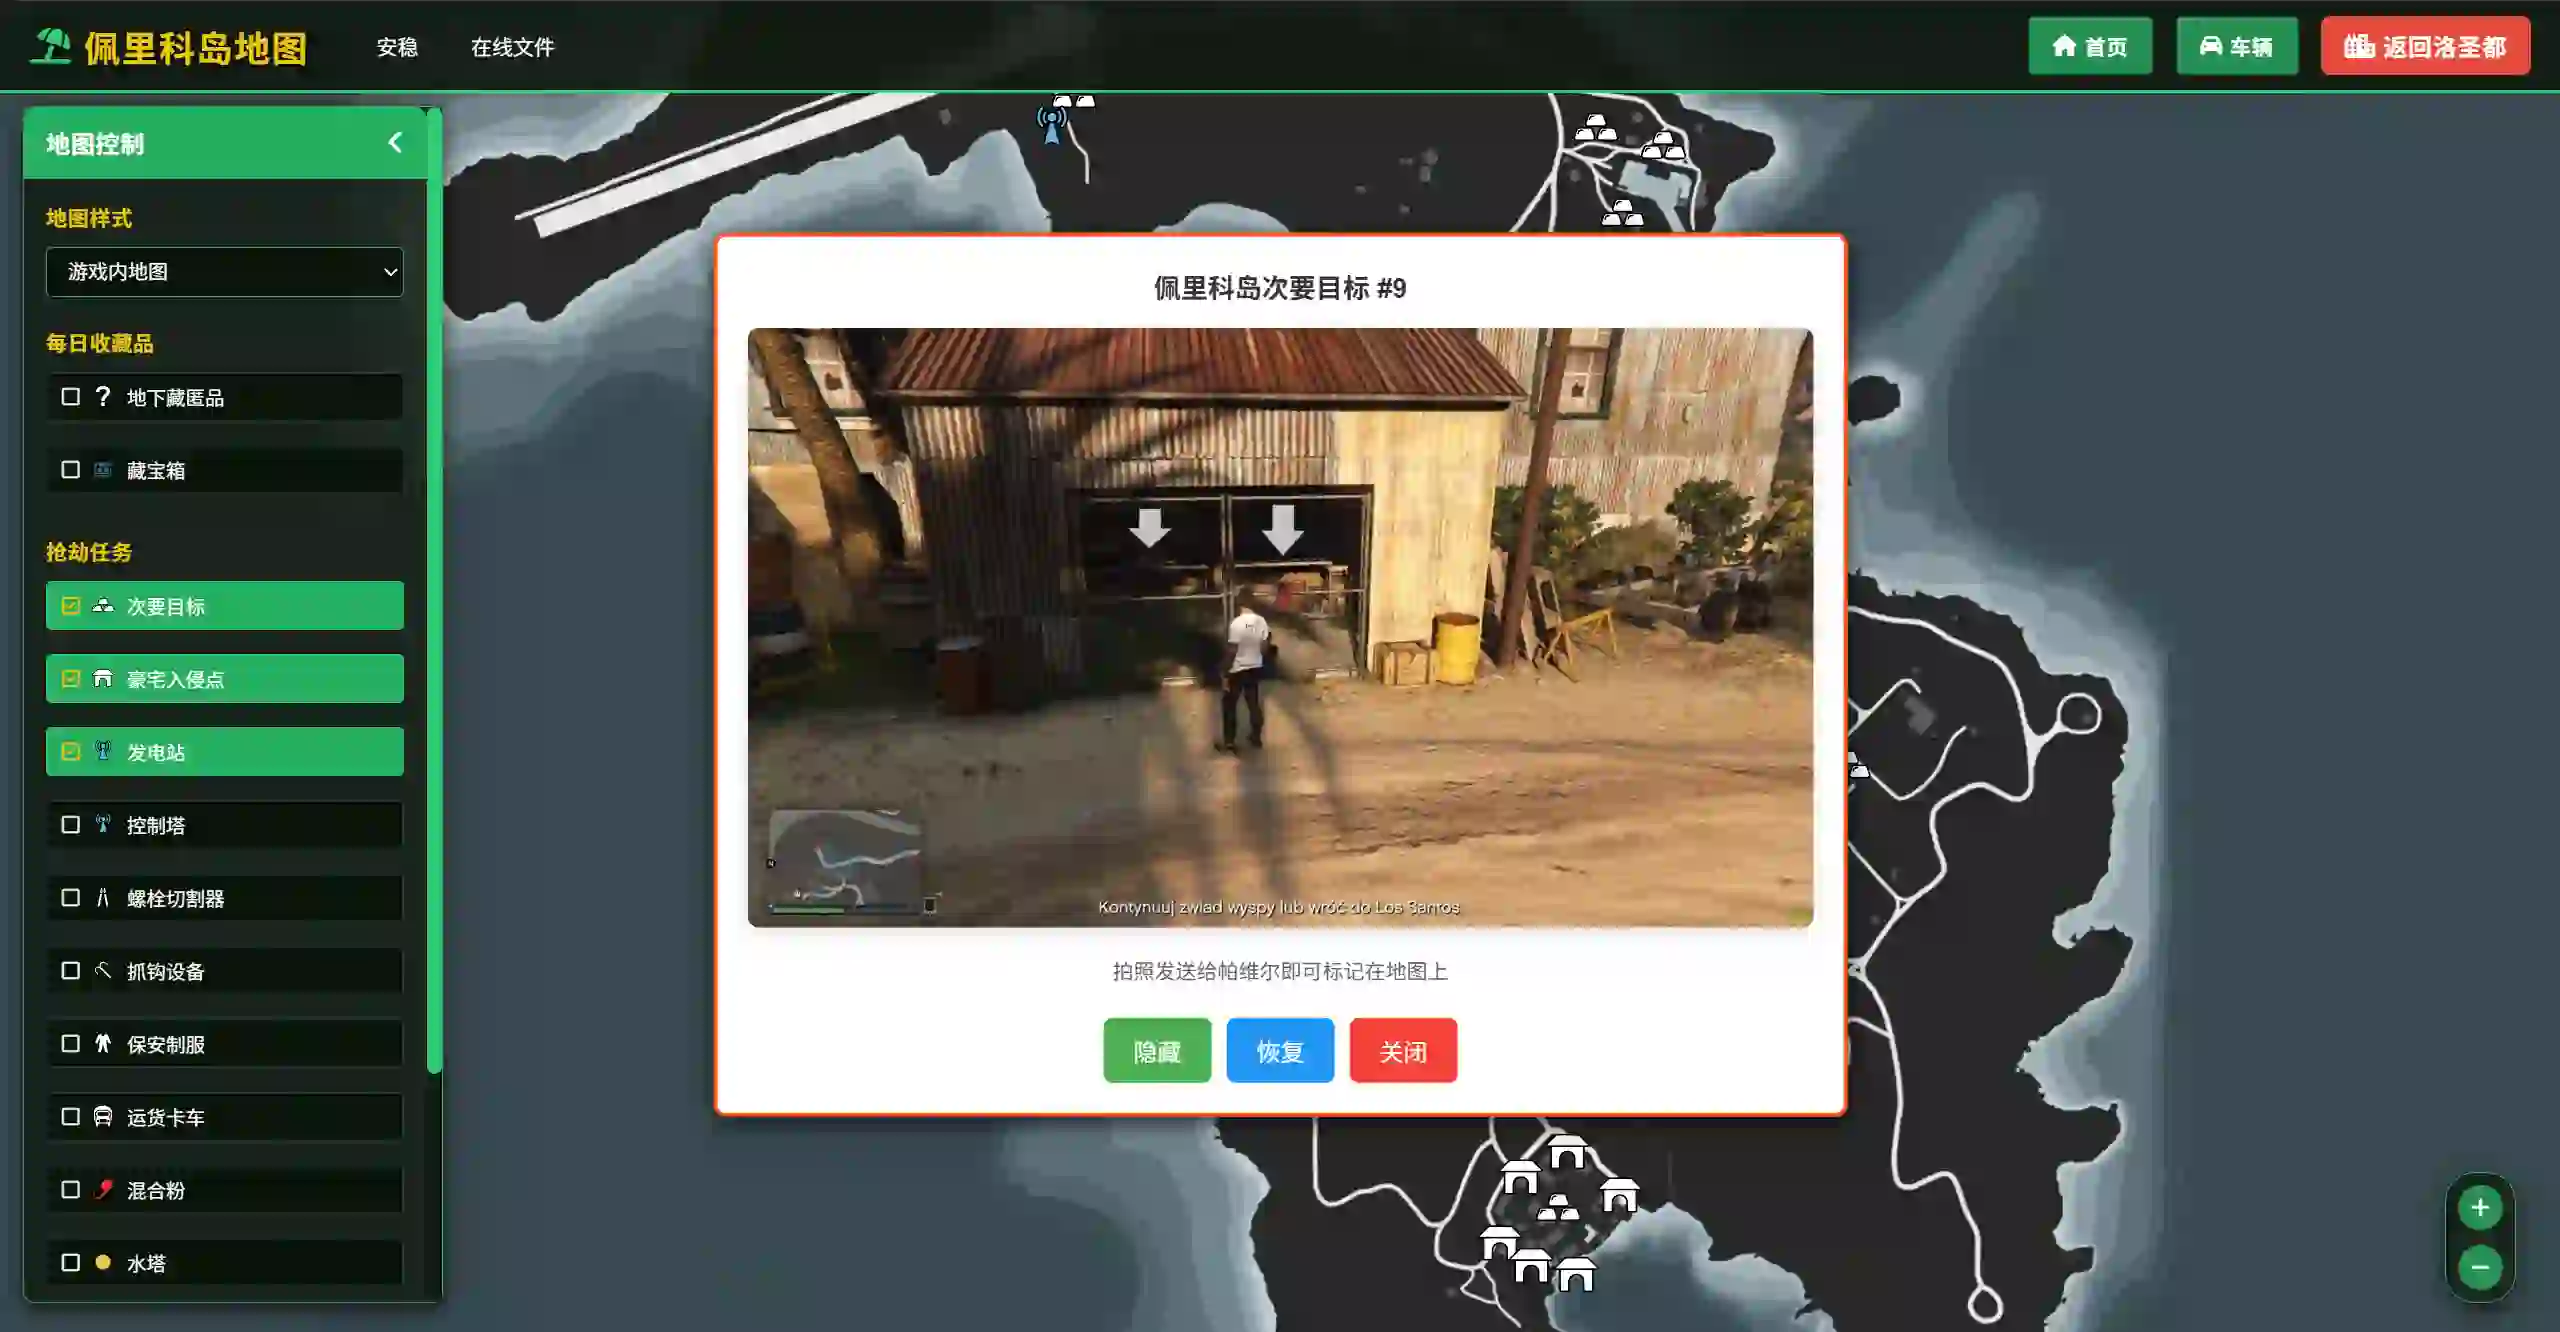 佩里科岛地图
安稳
在线文件
首页
车辆
返回洛圣都
地图控制
地图样式
游戏内地图
每日收藏品
? 地下藏匿品
藏宝箱
抢劫任务
次要目标
豪宅入侵点
发电站
控制塔
螺栓切割器
抓钩设备
保安制服
运货卡车
混合粉
水塔
佩里科岛次要目标 #9
Kontynuuj zwiad wyspy lub wróć do Los Santos
拍照发送给帕维尔即可标记在地图上
隐藏
恢复
关闭
+
−